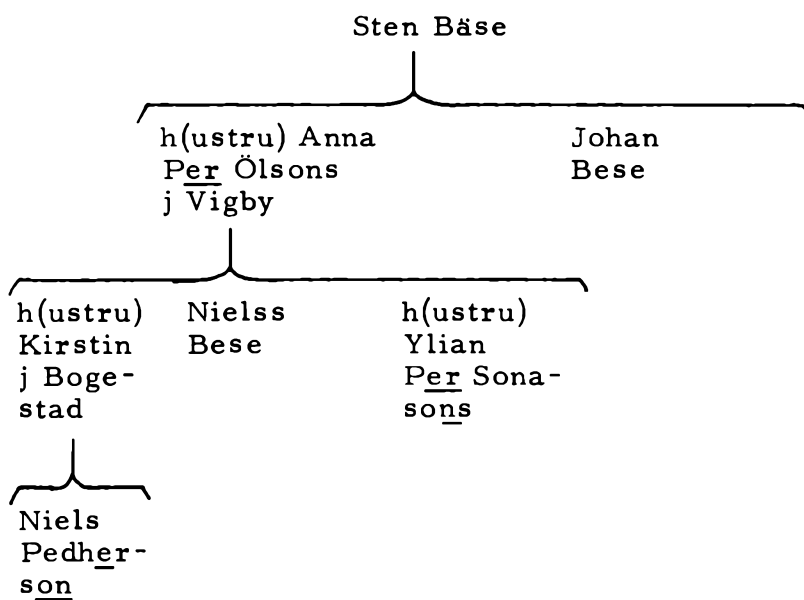 Sten Bäse
h(ustru) Anna
Per Ölsons
j Vigby
Johan
Bese
h(ustru)
Kirstin
j Boge-
stad
Nielss
Bese
h(ustru)
Ylian
Per Sona-
sons
Niels
Pedher-
son